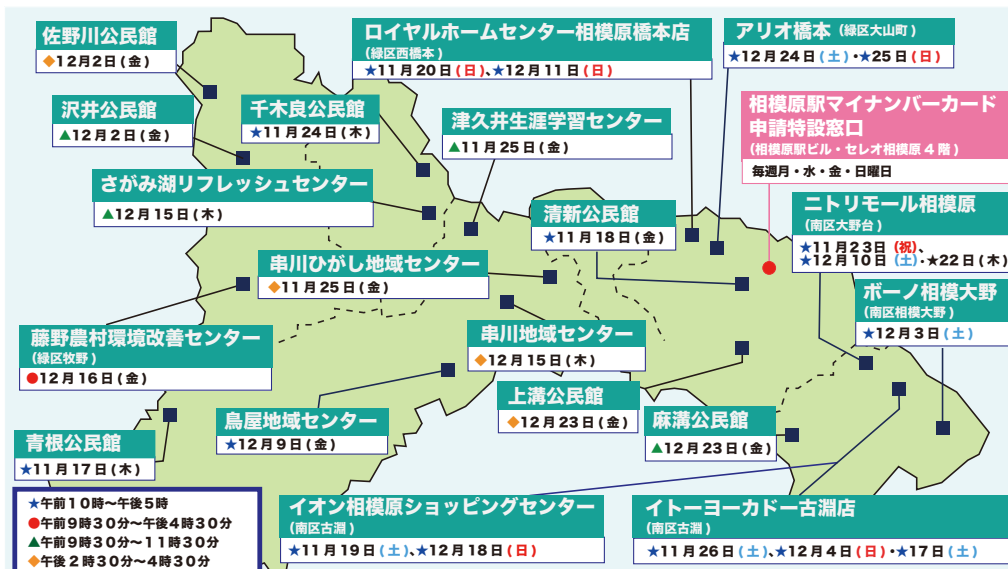 佐野川公民館
◆12月2日(金)
ロイヤルホームセンター相模原橋本店
(緑区西橋本)
★11月20日(日)、★12月11日(日)
アリオ橋本(緑区大山町)
★12月24日(土)・★25日(日)
沢井公民館
▲12月2日(金)
千木良公民館
★11月24日(木)
津久井生涯学習センター
▲11月25日(金)
相模原駅マイナンバーカード
申請特設窓口
(相模原駅ビル・セレオ相模原4階)
毎週月・水・金・日曜日
さがみ湖リフレッシュセンター
▲12月15日(木)
清新公民館
★11月18日(金)
ニトリモール相模原
(南区大野台)
★11月23日(祝)、
★12月10日(土)・★22日(木)
串川ひがし地域センター
◆11月25日(金)
ボーノ相模大野
(南区相模大野)
★12月3日(土)
藤野農村環境改善センター
(緑区牧野)
●12月16日(金)
串川地域センター
◆12月15日(木)
上溝公民館
◆12月23日(金)
鳥屋地域センター
★12月9日(金)
麻溝公民館
▲12月23日(金)
青根公民館
★11月17日(木)
★午前10時〜午後5時
●午前9時30分〜午後4時30分
▲午前9時30分〜11時30分
◆午後2時30分〜4時30分
イオン相模原ショッピングセンター
(南区古淵)
★11月19日(土)、★12月18日(日)
イトーヨーカドー古淵店
(南区古淵)
★11月26日(土)、★12月4日(日)・★17日(土)